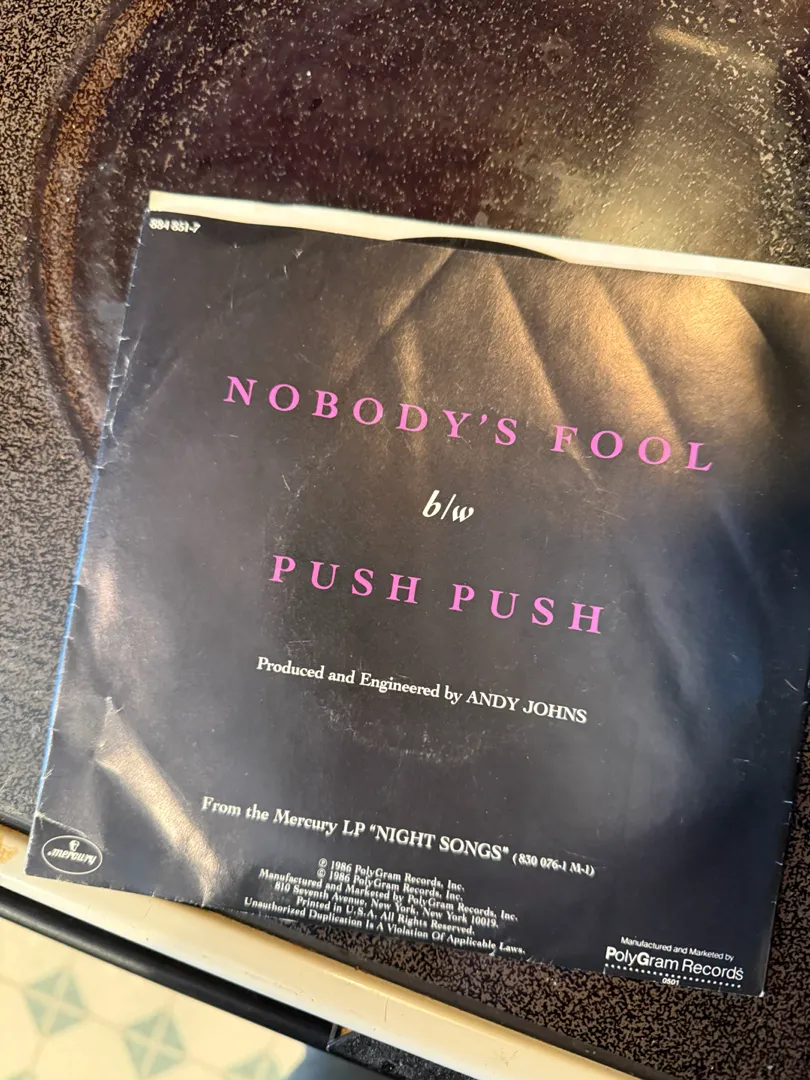 884 851-7
NOBODY'S FOOL
b/w
PUSH PUSH
Produced and Engineered by ANDY JOHNS
From the Mercury LP "NIGHT SONGS" (830 076-1 M-1)
mercury
℗ 1986 PolyGram Records, Inc.
© 1986 PolyGram Records, Inc.
Manufactured and Marketed by PolyGram Records, Inc.
810 Seventh Avenue, New York, New York 10019.
Printed in U.S.A. All Rights Reserved.
Unauthorized Duplication Is A Violation Of Applicable Laws.
Manufactured and Marketed by
PolyGram Records
0501